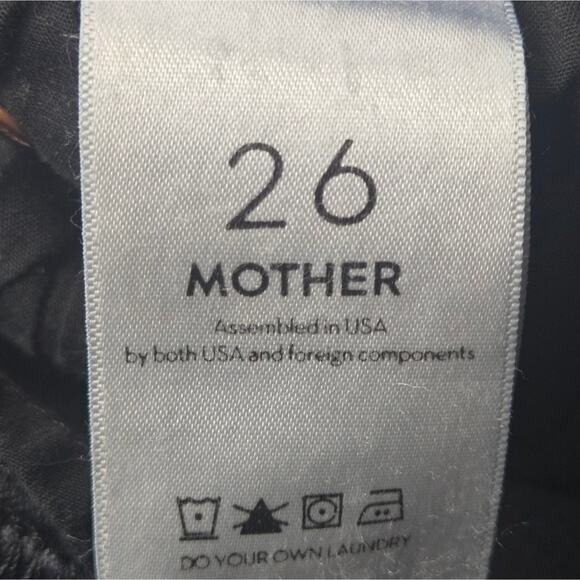 26
MOTHER
Assembled in USA
by both USA and foreign components
DO YOUR OWN LAUNDRY